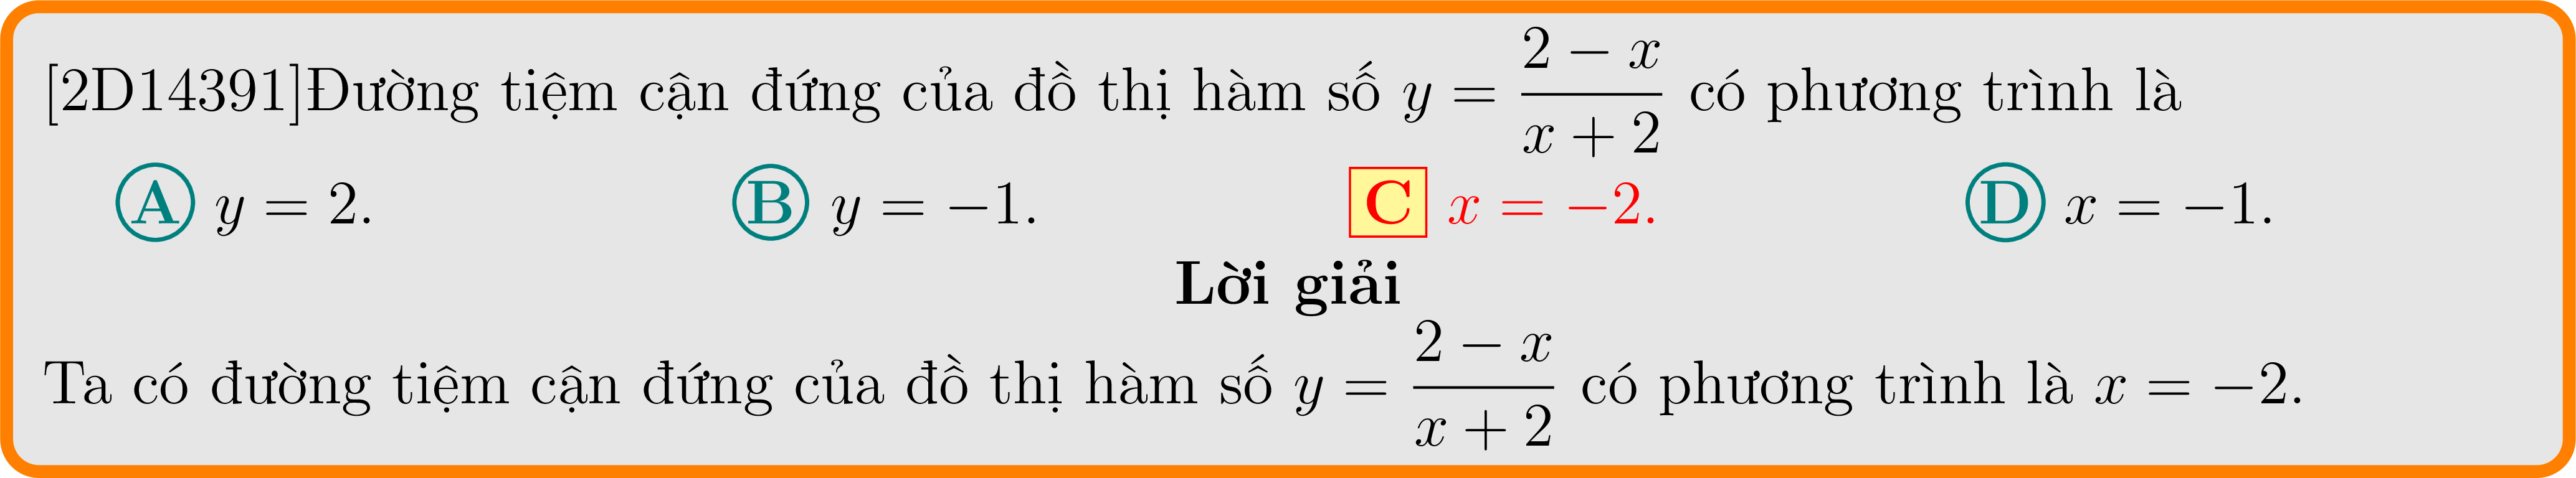 [2D14391]Đường tiệm cận đứng của đồ thị hàm số $y = \dfrac{2-x}{x+2}$ có phương trình là
Ⓐ $y = 2$. Ⓑ $y = -1$. C $x = -2$. Ⓓ $x = -1$.
Lời giải
Ta có đường tiệm cận đứng của đồ thị hàm số $y = \dfrac{2-x}{x+2}$ có phương trình là $x = -2$.